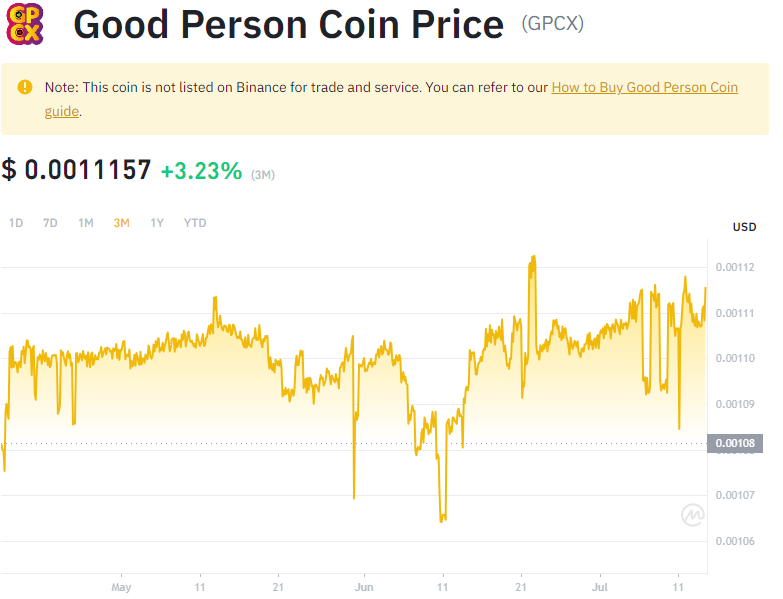 GP
CX
Good Person Coin Price (GPCX)
Note: This coin is not listed on Binance for trade and service. You can refer to our How to Buy Good Person Coin
guide.
$ 0.0011157 +3.23% (3M)
1D 7D 1M 3M 1Y YTD
USD
0.00112
0.00111
0.00110
0.00109
0.00108
0.00107
0.00106
May 11 21 Jun 11 21 Jul 11